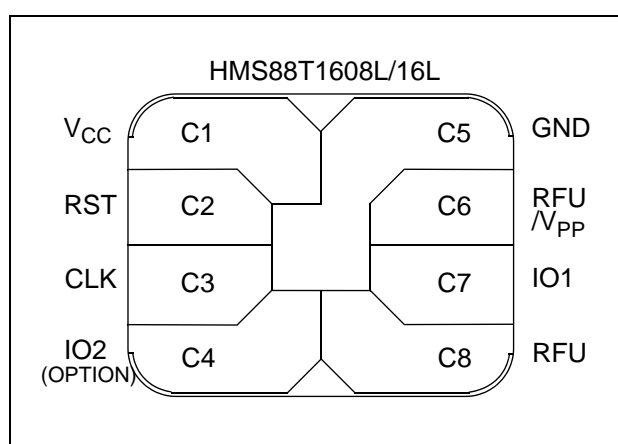 HMS88T1608L/16L
VCC C1 C5 GND
RST C2 C6 RFU
/VPP
CLK C3 C7 IO1
IO2 C4 C8 RFU
(OPTION)